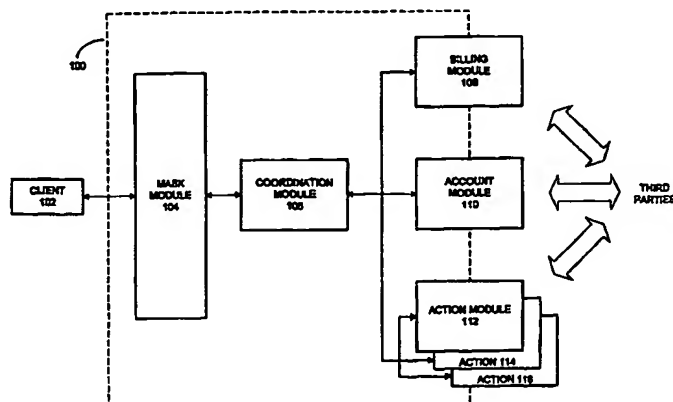 100
BILLING
MODULE
108
CLIENT
102
MASK
MODULE
104
COORDINATION
MODULE
106
ACCOUNT
MODULE
110
THIRD
PARTIES
ACTION MODULE
112
ACTION 114
ACTION 116